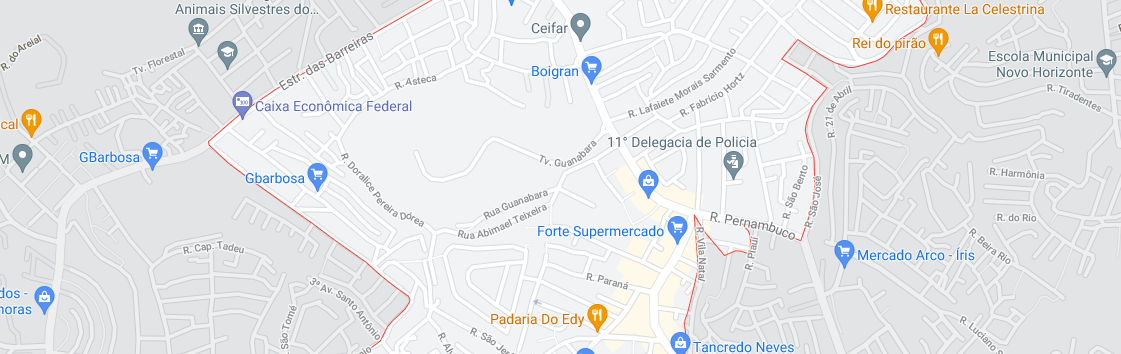 Animais Silvestres do...
Restaurante La Celestrina
Ceifar
Rei do pirão
R. do Areial
Tv. Florestal
Estr. das Barreiras
Escola Municipal
Novo Horizonte
Boigran
R. Asteca
R. Lafaiete Morais Sarmento
R. Fabrício Hortz
R. 21 de Abril
R. Tiradentes
Caixa Econômica Federal
cal
11° Delegacia de Policia
Tv. Guanabara
M
GBarbosa
Gbarbosa
R. Doralice Pereira Dórea
R. São Bento
R. São José
R. Harmônia
Rua Guanabara
Rua Abimael Teixeira
R. Pernambuco
R. do Rio
R. Beira Rio
Forte Supermercado
R. Vila Natal
R. Piauí
R. Cap. Tadeu
Mercado Arco - Íris
3ª Av. Santo Antônio
R. Paraná
dos -
noras
R. São Tomé
Padaria Do Edy
R. São Jer
R. Al
R. Luciano S
Tancredo Neves